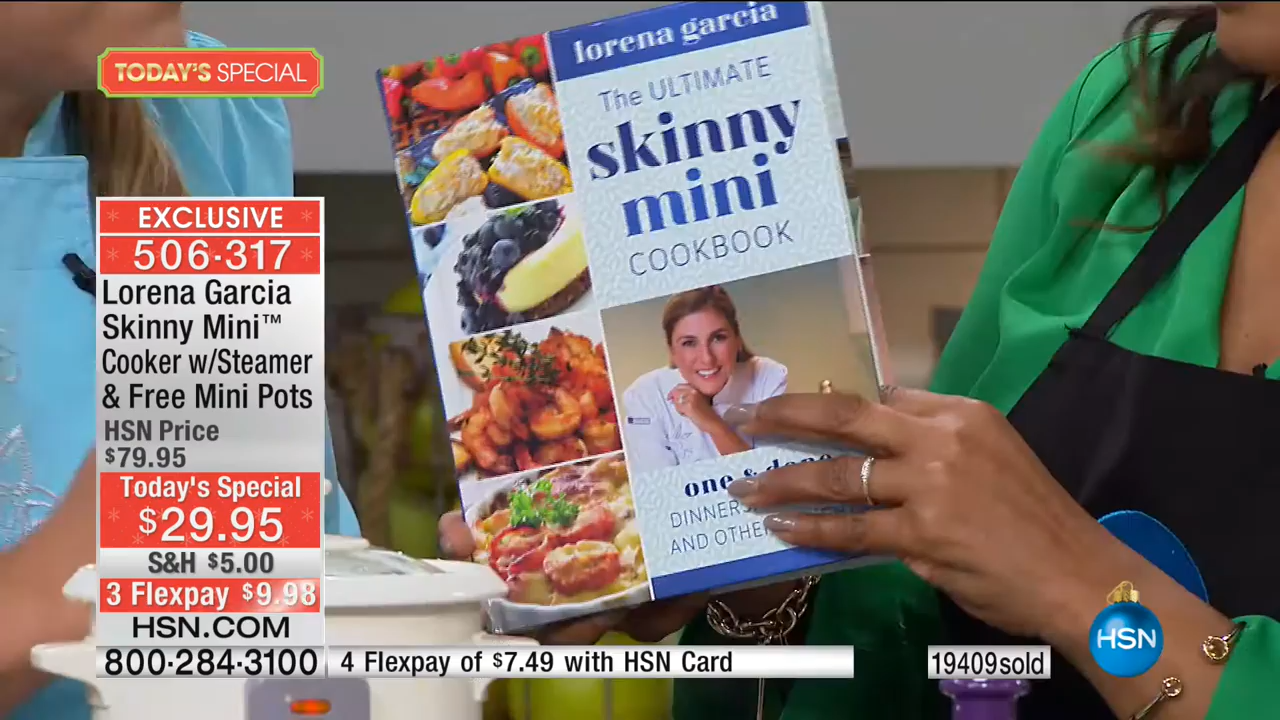 TODAY'S SPECIAL
EXCLUSIVE
506-317
Lorena Garcia
Skinny Mini™
Cooker w/Steamer
& Free Mini Pots
HSN Price
$79.95
Today's Special
$29.95
S&H $5.00
3 Flexpay $9.98
HSN.COM
800-284-3100
4 Flexpay of $7.49 with HSN Card
19409sold
HSN
lorena garcia
The ULTIMATE
skinny
mini
COOKBOOK
one &
DINNERS
AND OTHER